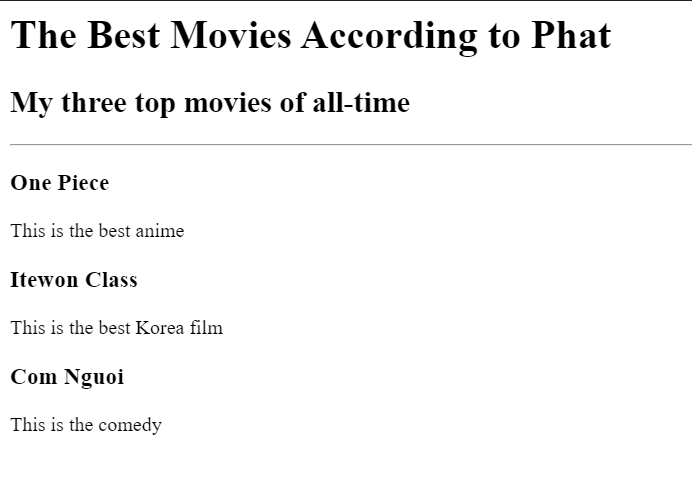 The Best Movies According to Phat
My three top movies of all-time
One Piece
This is the best anime
Itewon Class
This is the best Korea film
Com Nguoi
This is the comedy